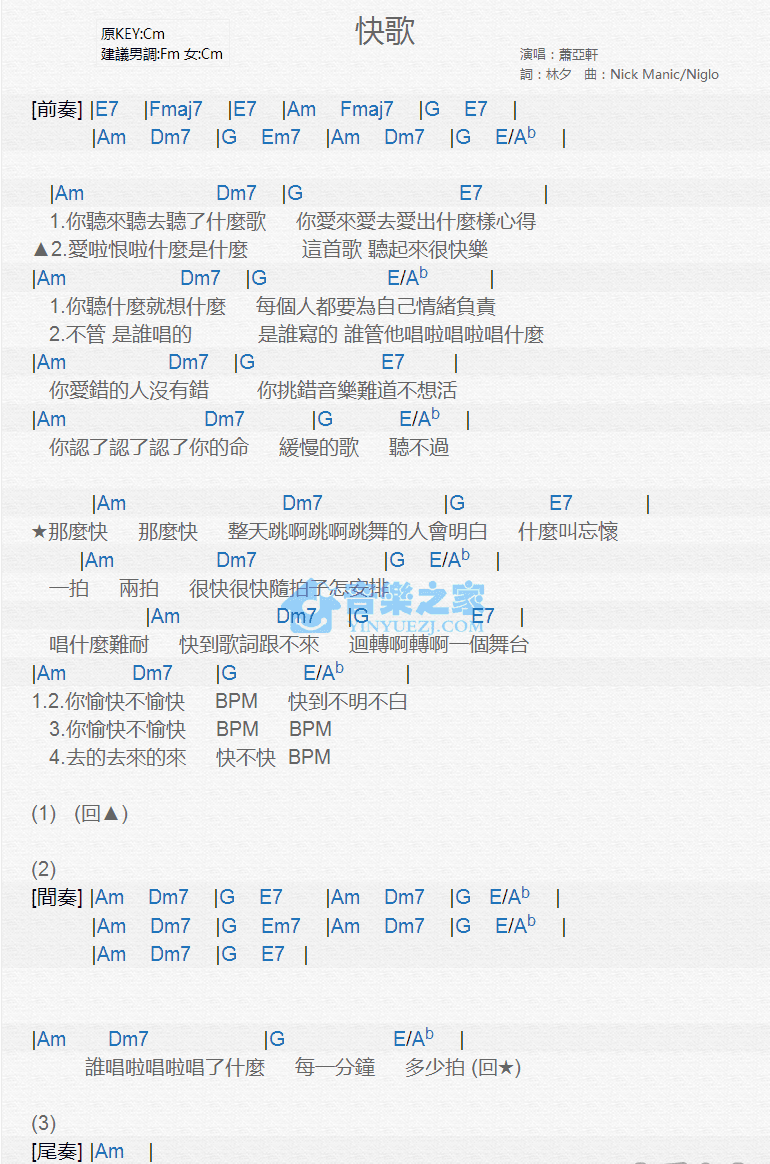 快歌
原KEY:Cm
建議男調:Fm 女:Cm
演唱：蕭亞軒
詞：林夕 曲：Nick Manic/Niglo
[前奏] |E7 |Fmaj7 |E7 |Am Fmaj7 |G E7 |
|Am Dm7 |G Em7 |Am Dm7 |G E/Ab |
|Am Dm7 |G E7 |
1.你聽來聽去聽了什麼歌 你愛來愛去愛出什麼樣心得
▲2.愛啦恨啦什麼是什麼 這首歌 聽起來很快樂
|Am Dm7 |G E/Ab |
1.你聽什麼就想什麼 每個人都要為自己情緒負責
2.不管 是誰唱的 是誰寫的 誰管他唱啦唱啦唱什麼
|Am Dm7 |G E7 |
你愛錯的人沒有錯 你挑錯音樂難道不想活
|Am Dm7 |G E/Ab |
你認了認了認了你的命 緩慢的歌 聽不過
|Am Dm7 |G E7 |
★那麼快 那麼快 整天跳啊跳啊跳舞的人會明白 什麼叫忘懷
|Am Dm7 |G E/Ab |
一拍 兩拍 很快很快隨拍子怎安排
音樂之家
YINYUEZJ.COM
|Am Dm7 |G E7 |
唱什麼難耐 快到歌詞跟不來 迴轉啊轉啊一個舞台
|Am Dm7 |G E/Ab |
1.2.你愉快不愉快 BPM 快到不明不白
3.你愉快不愉快 BPM BPM
4.去的去來的來 快不快 BPM
(1) (回▲)
(2)
[間奏] |Am Dm7 |G E7 |Am Dm7 |G E/Ab |
|Am Dm7 |G Em7 |Am Dm7 |G E/Ab |
|Am Dm7 |G E7 |
|Am Dm7 |G E/Ab |
誰唱啦唱啦唱了什麼 每一分鐘 多少拍 (回★)
(3)
[尾奏] |Am |